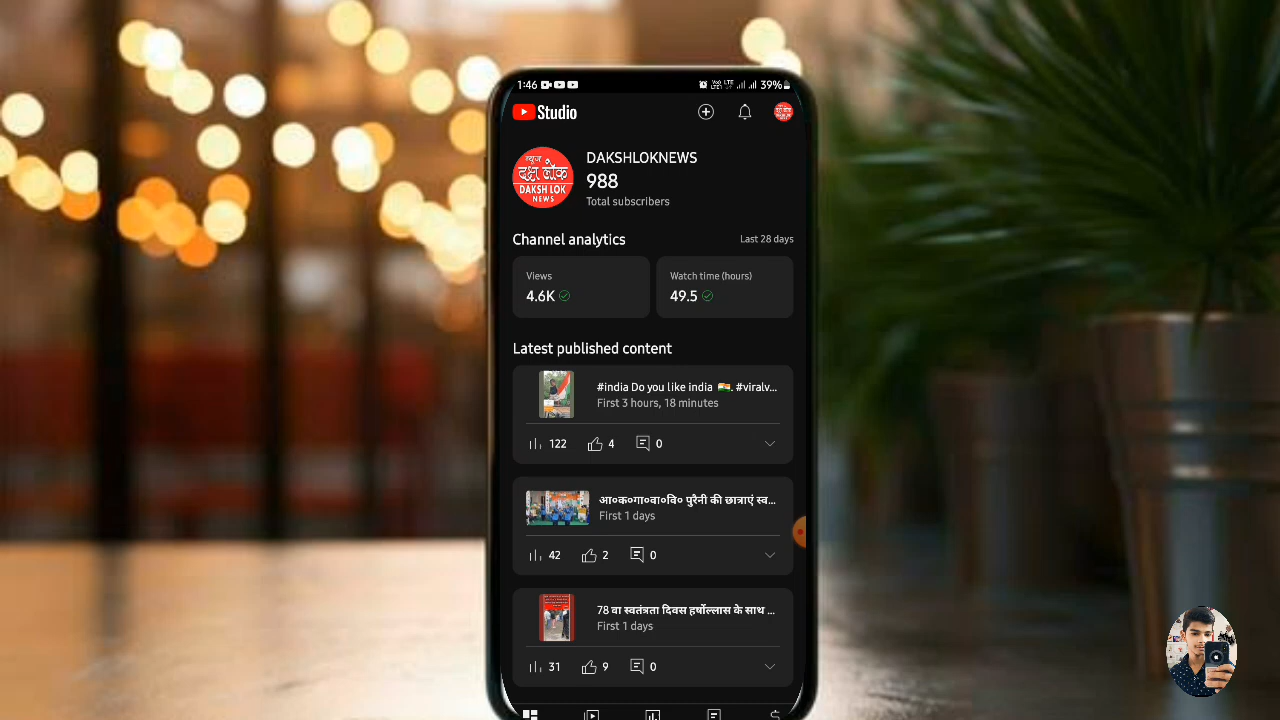 1:46
39%
Studio
न्यूज
दक्ष लोक
DAKSH LOK
NEWS
DAKSHLOKNEWS
988
Total subscribers
Channel analytics
Last 28 days
Views
4.6K
Watch time (hours)
49.5
Latest published content
#india Do you like india 🇮🇳. #viralv...
First 3 hours, 18 minutes
122
4
0
आ०क०गा०वा०वि० पुरैनी की छात्राएं स्व...
First 1 days
42
2
0
78 वा स्वतंत्रता दिवस हर्षोल्लास के साथ ...
First 1 days
31
9
0